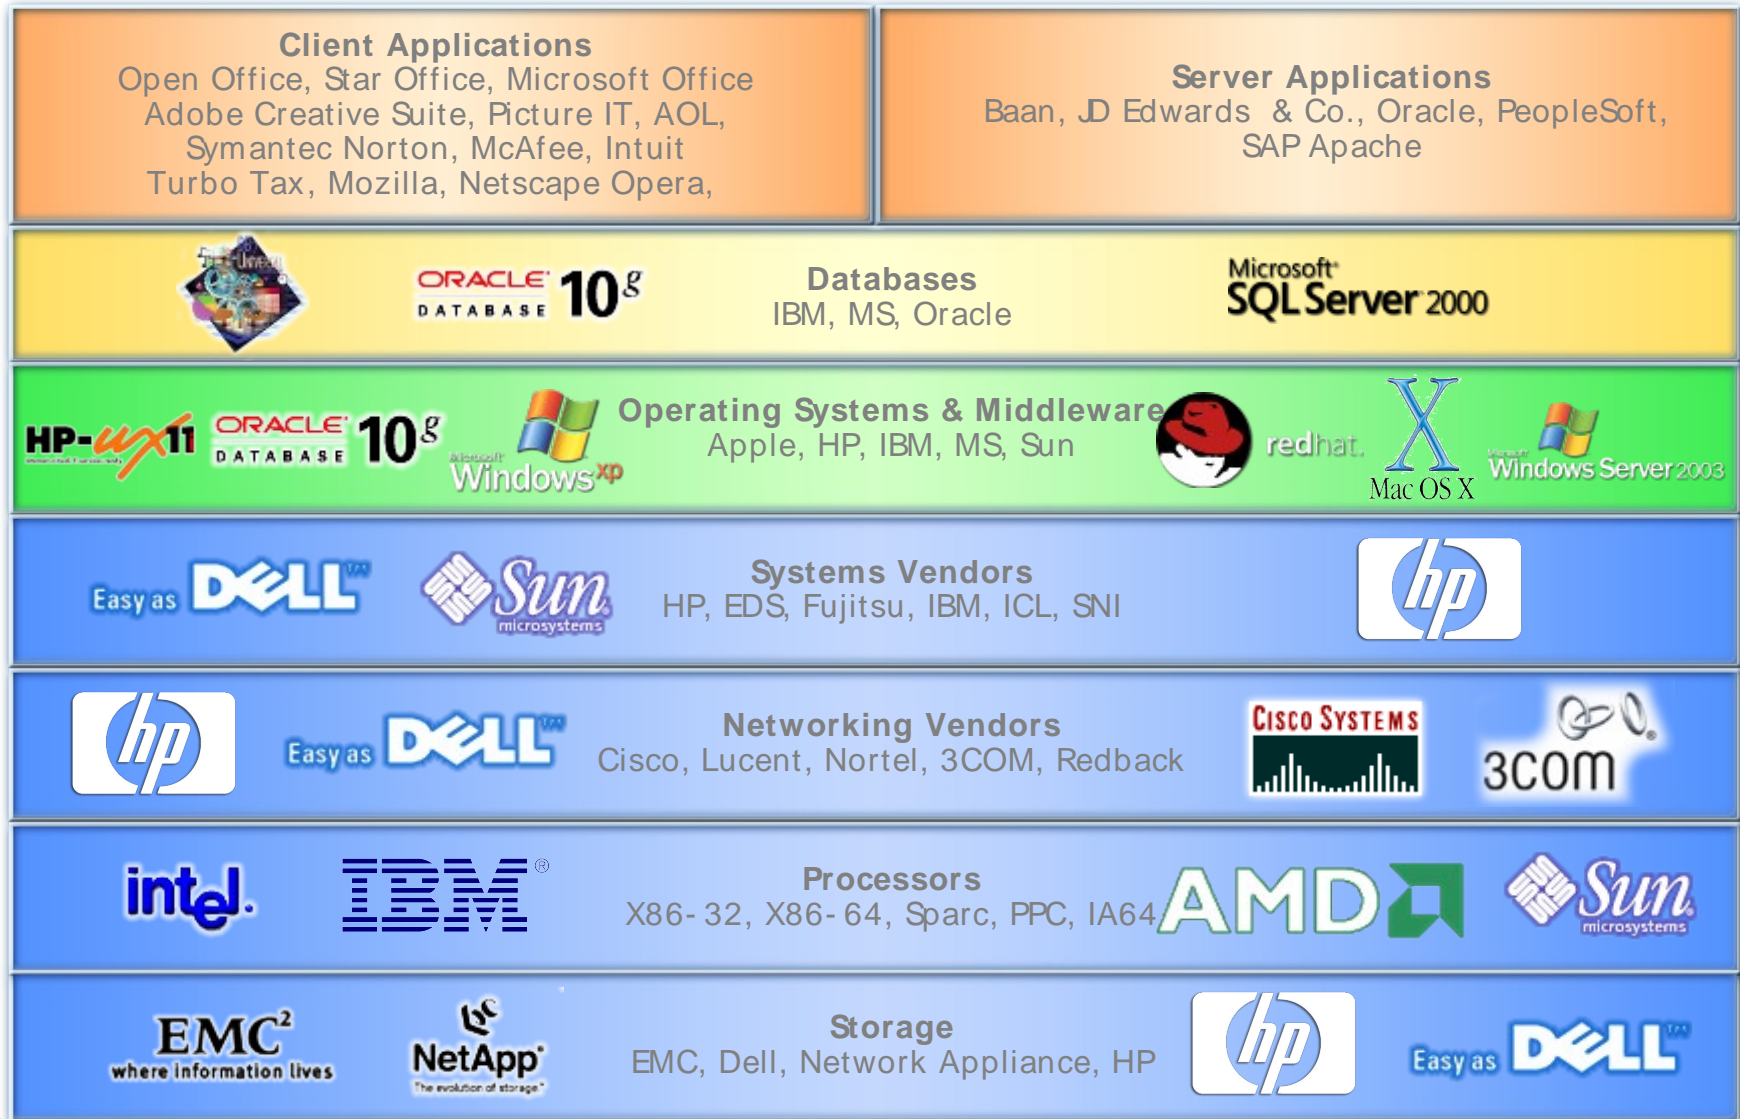 Client Applications
Open Office, Star Office, Microsoft Office
Adobe Creative Suite, Picture IT, AOL,
Symantec Norton, McAfee, Intuit
Turbo Tax, Mozilla, Netscape Opera,
Server Applications
Baan, JD Edwards & Co., Oracle, PeopleSoft,
SAP Apache
ORACLE
DATABASE 10g
Databases
IBM, MS, Oracle
Microsoft
SQL Server 2000
HP-ux11
ORACLE
DATABASE 10g
Microsoft
Windows xp
Operating Systems & Middleware
Apple, HP, IBM, MS, Sun
redhat.
X
Mac OS X
Microsoft
Windows Server 2003
Easy as DELL™
Sun
microsystems
Systems Vendors
HP, EDS, Fujitsu, IBM, ICL, SNI
hp
hp
Easy as DELL™
Networking Vendors
Cisco, Lucent, Nortel, 3COM, Redback
CISCO SYSTEMS
3COM
intel.
IBM®
Processors
X86-32, X86-64, Sparc, PPC, IA64
AMD
Sun
microsystems
EMC²
where information lives
NetApp
The evolution of storage.™
Storage
EMC, Dell, Network Appliance, HP
hp
Easy as DELL™